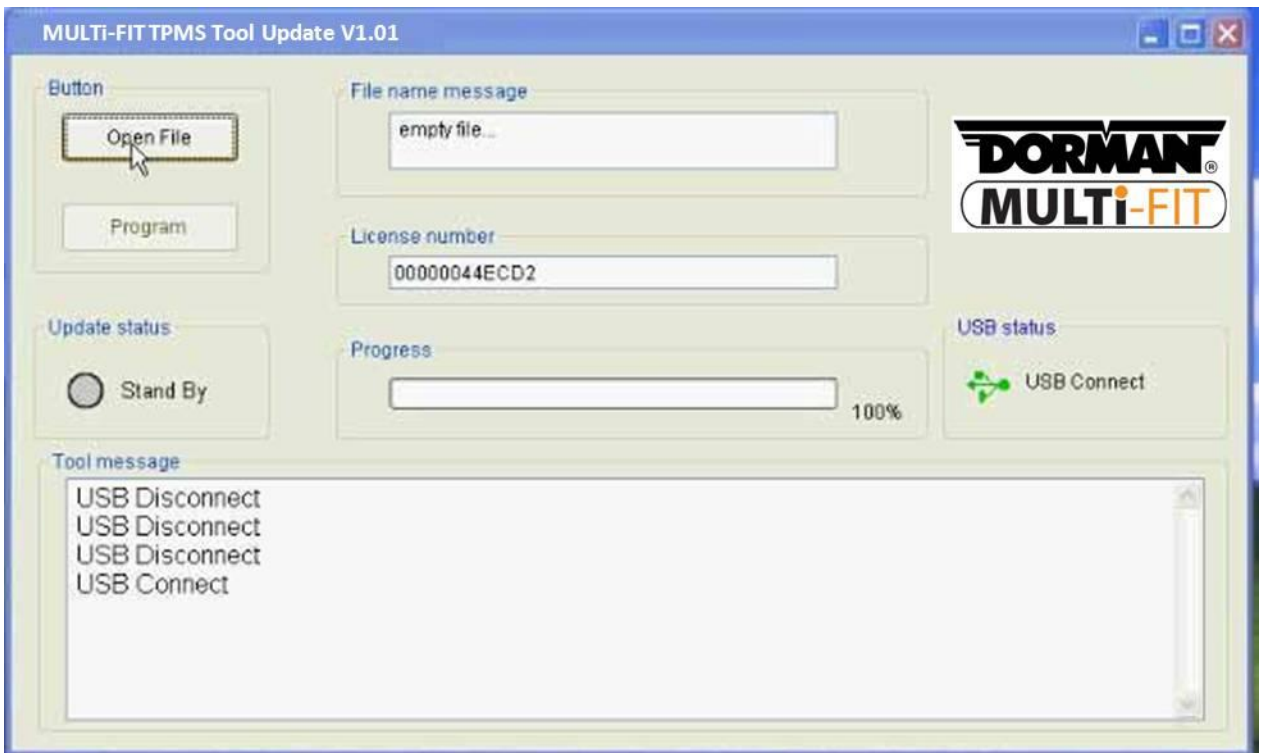 MULTi-FIT TPMS Tool Update V1.01
Button
Open File
Program
File name message
empty file...
License number
00000044ECD2
DORMAN®
MULTi-FIT
Update status
Stand By
Progress
100%
USB status
USB Connect
Tool message
USB Disconnect
USB Disconnect
USB Disconnect
USB Connect